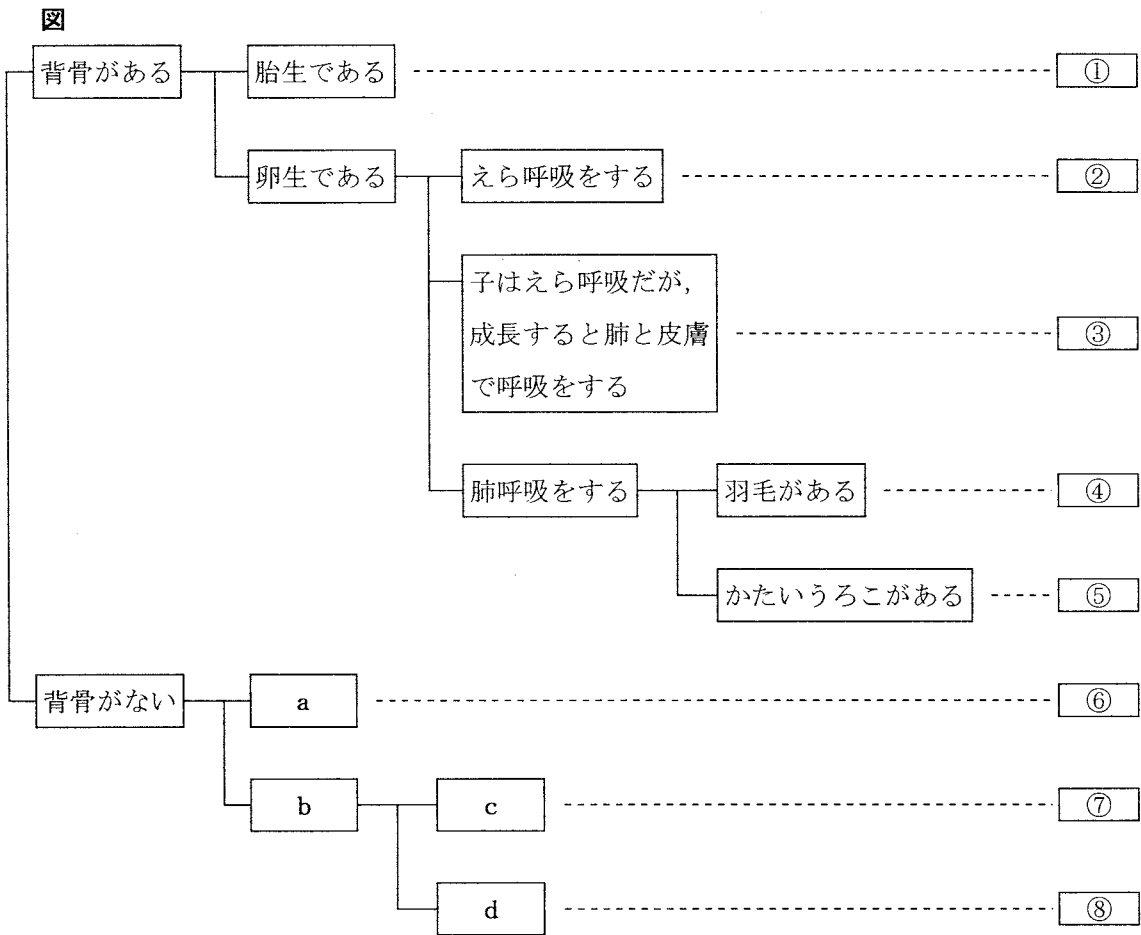 図
背骨がある
胎生である
①
卵生である
えら呼吸をする
②
子はえら呼吸だが，
成長すると肺と皮膚
で呼吸をする
③
肺呼吸をする
羽毛がある
④
かたいうろこがある
⑤
背骨がない
a
⑥
b
c
⑦
d
⑧